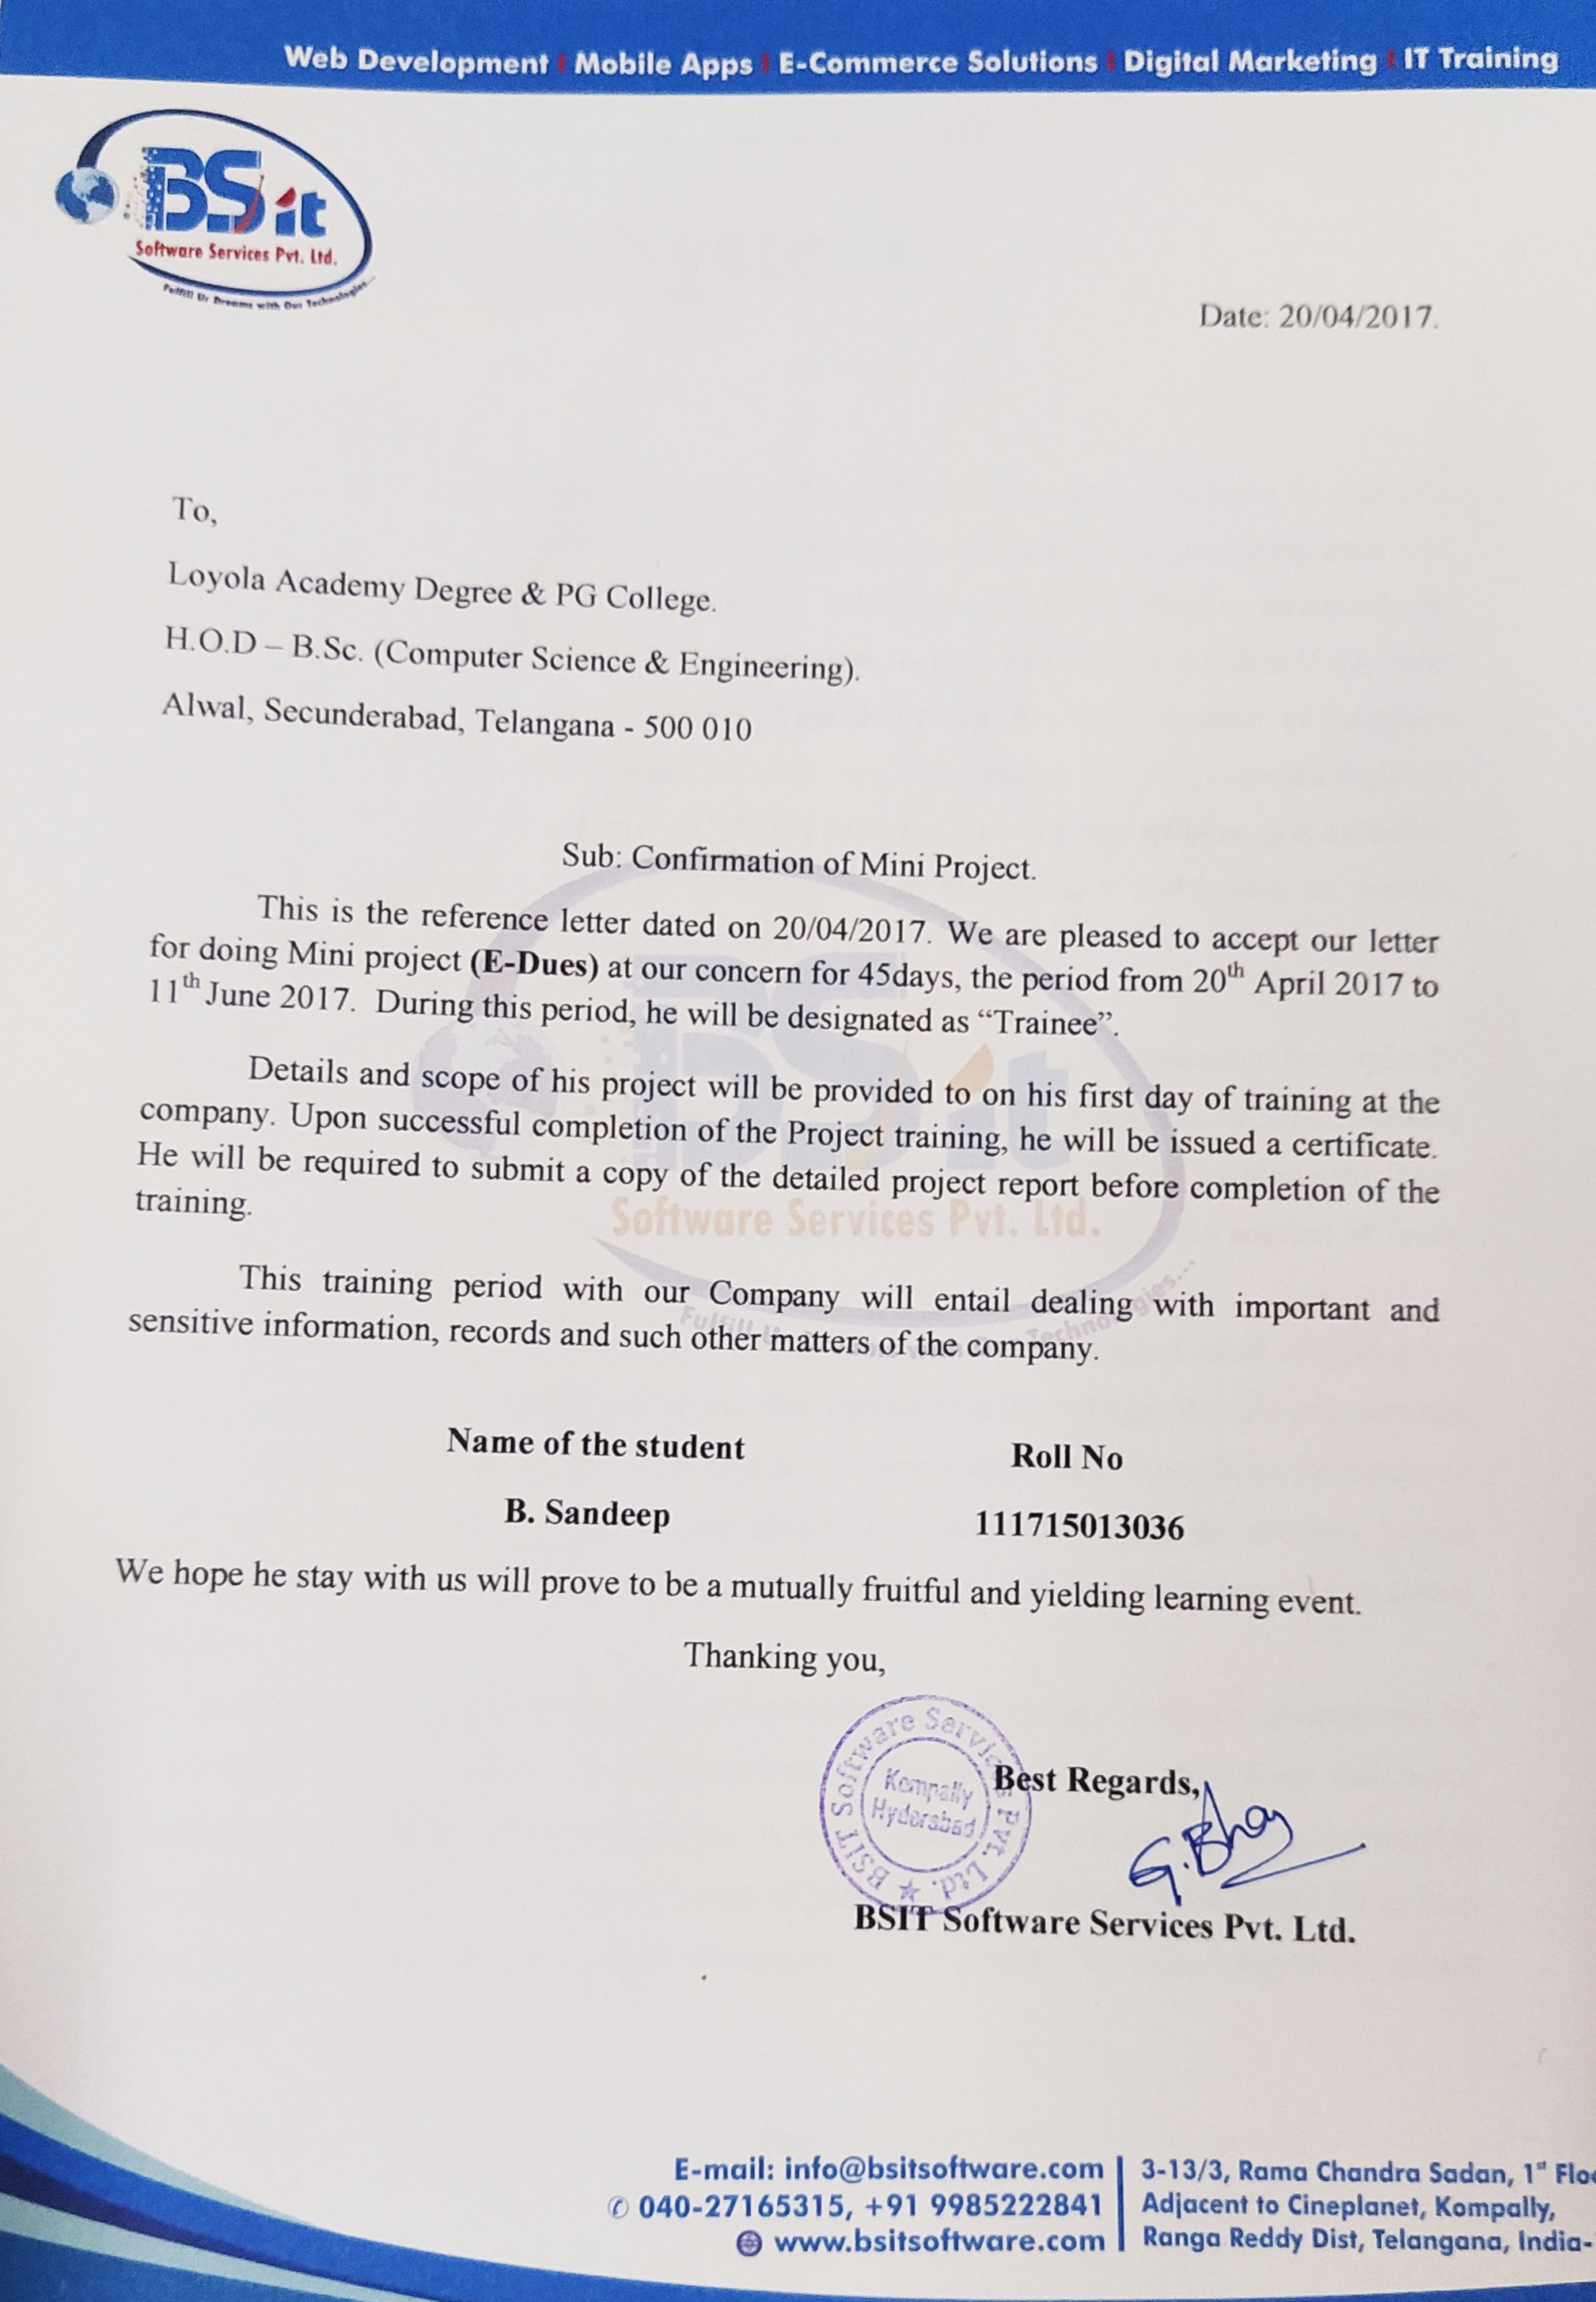 Web Development | Mobile Apps | E-Commerce Solutions | Digital Marketing | IT Training
BSit
Software Services Pvt. Ltd.
Fulfill Ur Dreams with Our Technologies...
Date: 20/04/2017.
To,
Loyola Academy Degree & PG College.
H.O.D – B.Sc. (Computer Science & Engineering).
Alwal, Secunderabad, Telangana - 500 010
Sub: Confirmation of Mini Project.
This is the reference letter dated on 20/04/2017. We are pleased to accept our letter
for doing Mini project (E-Dues) at our concern for 45days, the period from 20th April 2017 to
11th June 2017. During this period, he will be designated as “Trainee”.
Details and scope of his project will be provided to on his first day of training at the
company. Upon successful completion of the Project training, he will be issued a certificate.
He will be required to submit a copy of the detailed project report before completion of the
training.
This training period with our Company will entail dealing with important and
sensitive information, records and such other matters of the company.
Name of the student Roll No
B. Sandeep 111715013036
We hope he stay with us will prove to be a mutually fruitful and yielding learning event.
Thanking you,
BSIT Software Services Pvt. Ltd.
Kompally
Hyderabad
Best Regards,
G.Bhas
BSIT Software Services Pvt. Ltd.
E-mail: info@bsitsoftware.com
040-27165315, +91 9985222841
www.bsitsoftware.com
3-13/3, Rama Chandra Sadan, 1st Floo
Adjacent to Cineplanet, Kompally,
Ranga Reddy Dist, Telangana, India-